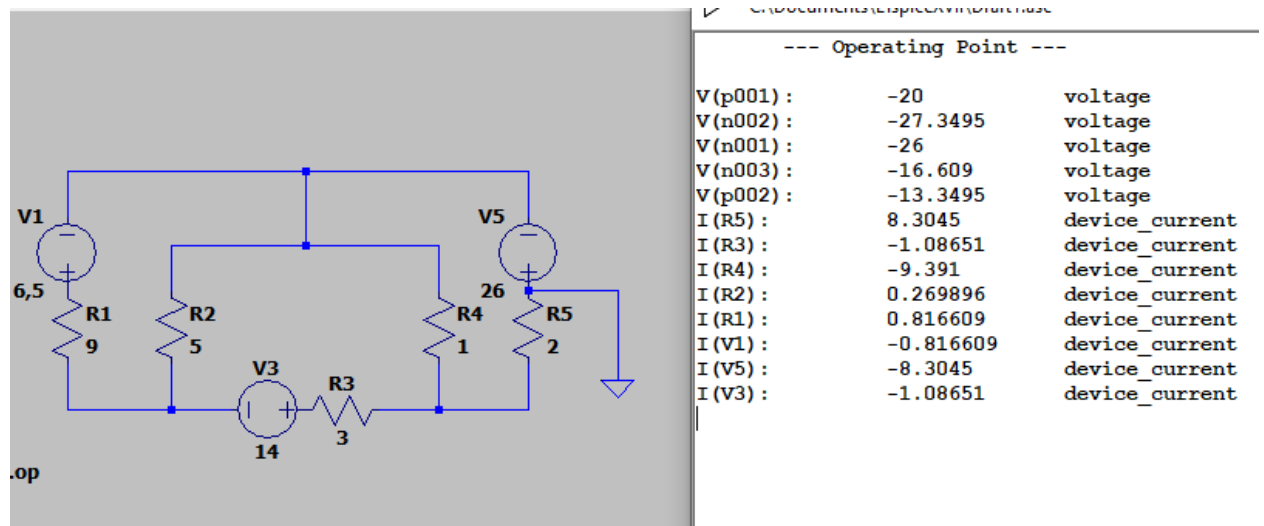 --- Operating Point ---
V(p001): -20 voltage
V(n002): -27.3495 voltage
V(n001): -26 voltage
V(n003): -16.609 voltage
V(p002): -13.3495 voltage
I(R5): 8.3045 device_current
I(R3): -1.08651 device_current
I(R4): -9.391 device_current
I(R2): 0.269896 device_current
I(R1): 0.816609 device_current
I(V1): -0.816609 device_current
I(V5): -8.3045 device_current
I(V3): -1.08651 device_current
V1
V5
6,5
26
R1
R2
R4
R5
9
5
1
2
V3
R3
14
3
.op